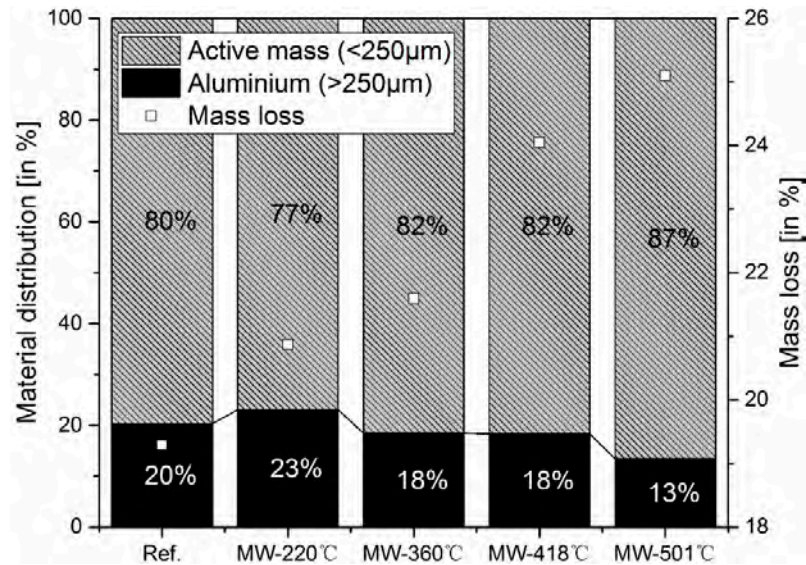 Active mass (<250μm)
Aluminium (>250μm)
Mass loss
Material distribution [in %]
100
80
60
40
20
0
80%
77%
82%
82%
87%
20%
23%
18%
18%
13%
26
24
22
20
18
Mass loss [in %]
Ref.
MW-220℃
MW-360℃
MW-418℃
MW-501℃